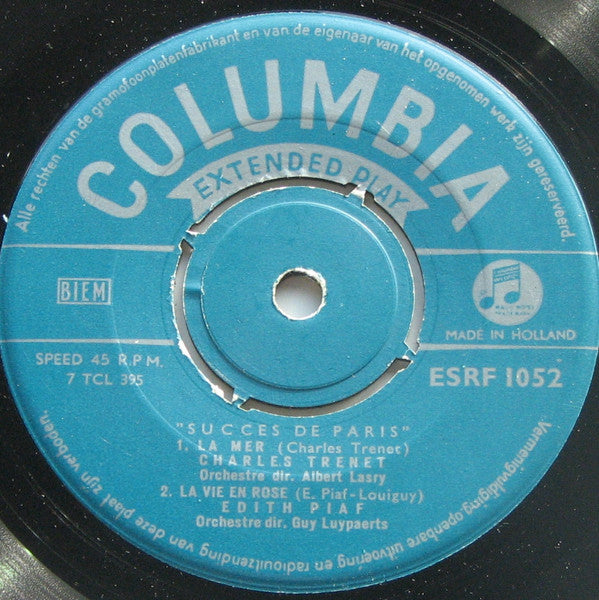 Alle rechten van de gramofoonplatenfabrikant en van de eigenaar van het opgenomen werk zijn gereserveerd.
COLUMBIA
EXTENDED PLAY
BIEM
MADE IN HOLLAND
SPEED 45 R.P.M.
7 TCL 395
ESRF 1052
"SUCCES DE PARIS"
1. LA MER (Charles Trenet)
CHARLES TRENET
Orchestre dir. Albert Lasry
2. LA VIE EN ROSE (E. Piaf-Louiguy)
EDITH PIAF
Orchestre dir. Guy Luypaerts
Vermenigvuldiging openbare uitvoering en radiouitzending van deze plaat zijn verboden.